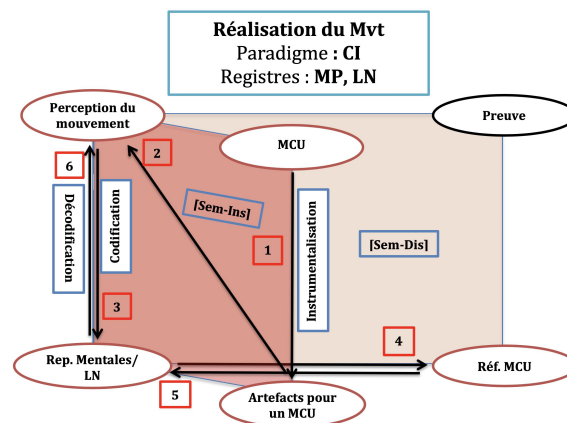 Réalisation du Mvt
Paradigme : CI
Registres : MP, LN
Perception du
mouvement
Preuve
MCU
6
2
Décodification
Codification
[Sem-Ins]
1
Instrumentalisation
[Sem-Dis]
3
4
Rep. Mentales/
LN
Réf. MCU
5
Artefacts pour
un MCU